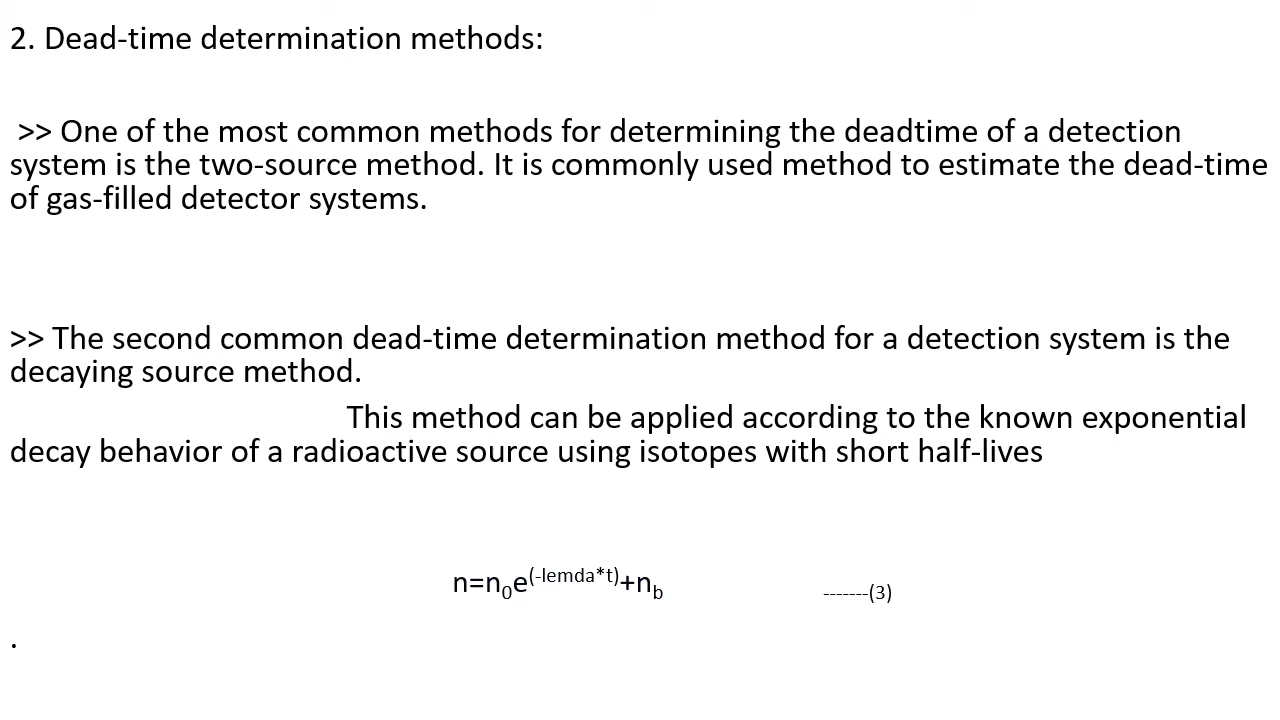 2. Dead-time determination methods:
>> One of the most common methods for determining the deadtime of a detection
system is the two-source method. It is commonly used method to estimate the dead-time
of gas-filled detector systems.
>> The second common dead-time determination method for a detection system is the
decaying source method.
This method can be applied according to the known exponential
decay behavior of a radioactive source using isotopes with short half-lives
n=n₀e^(-lemda*t)+n_b -------(3)
.